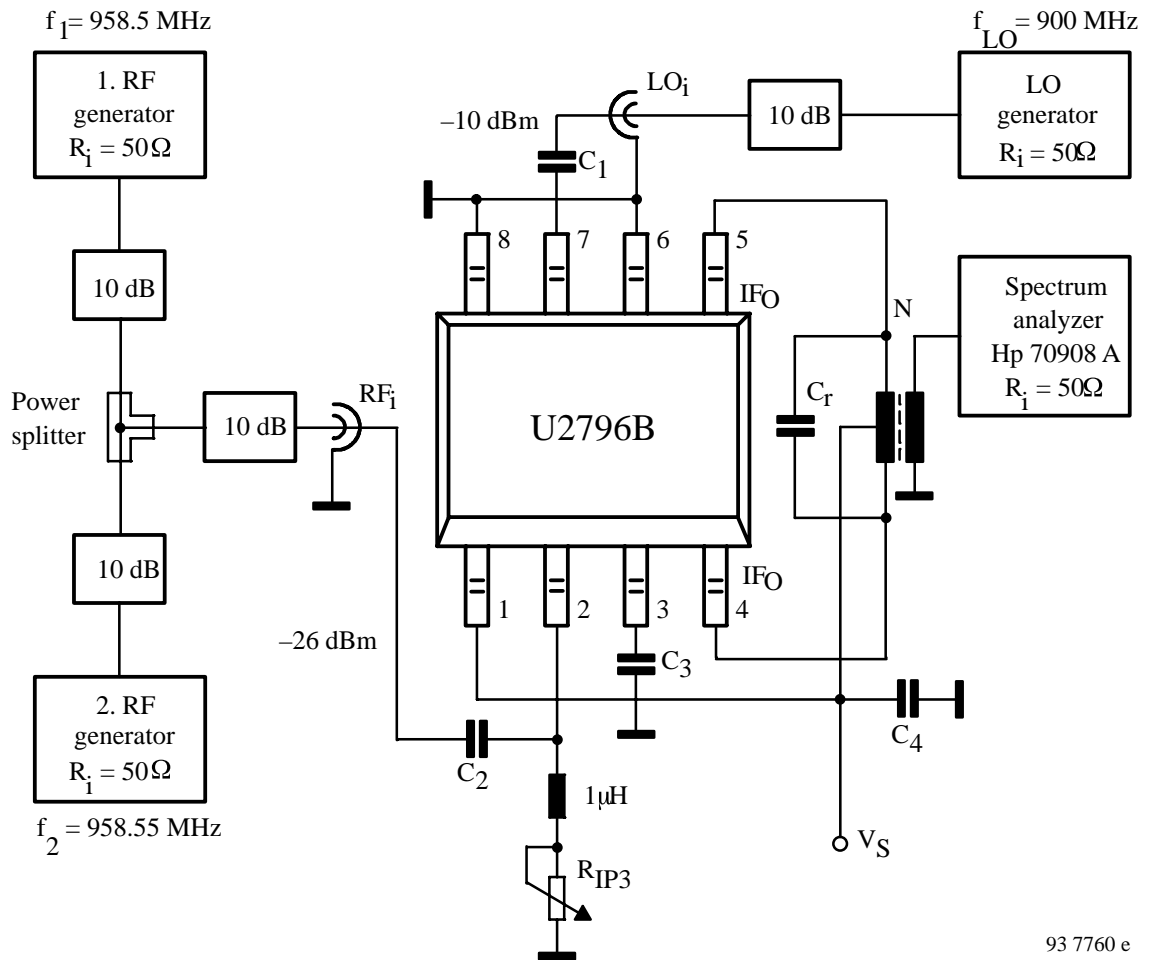 f1 = 958.5 MHz
1. RF
generator
Ri = 50Ω
10 dB
Power
splitter
10 dB
10 dB
2. RF
generator
Ri = 50Ω
f2 = 958.55 MHz
RFi
–26 dBm
–10 dBm
LOi
C1
10 dB
fLO = 900 MHz
LO
generator
Ri = 50Ω
8
7
6
5
IFO
U2796B
N
Cr
Spectrum
analyzer
Hp 70908 A
Ri = 50Ω
IFO
1
2
3
4
C3
C2
C4
1µH
RIP3
VS
93 7760 e